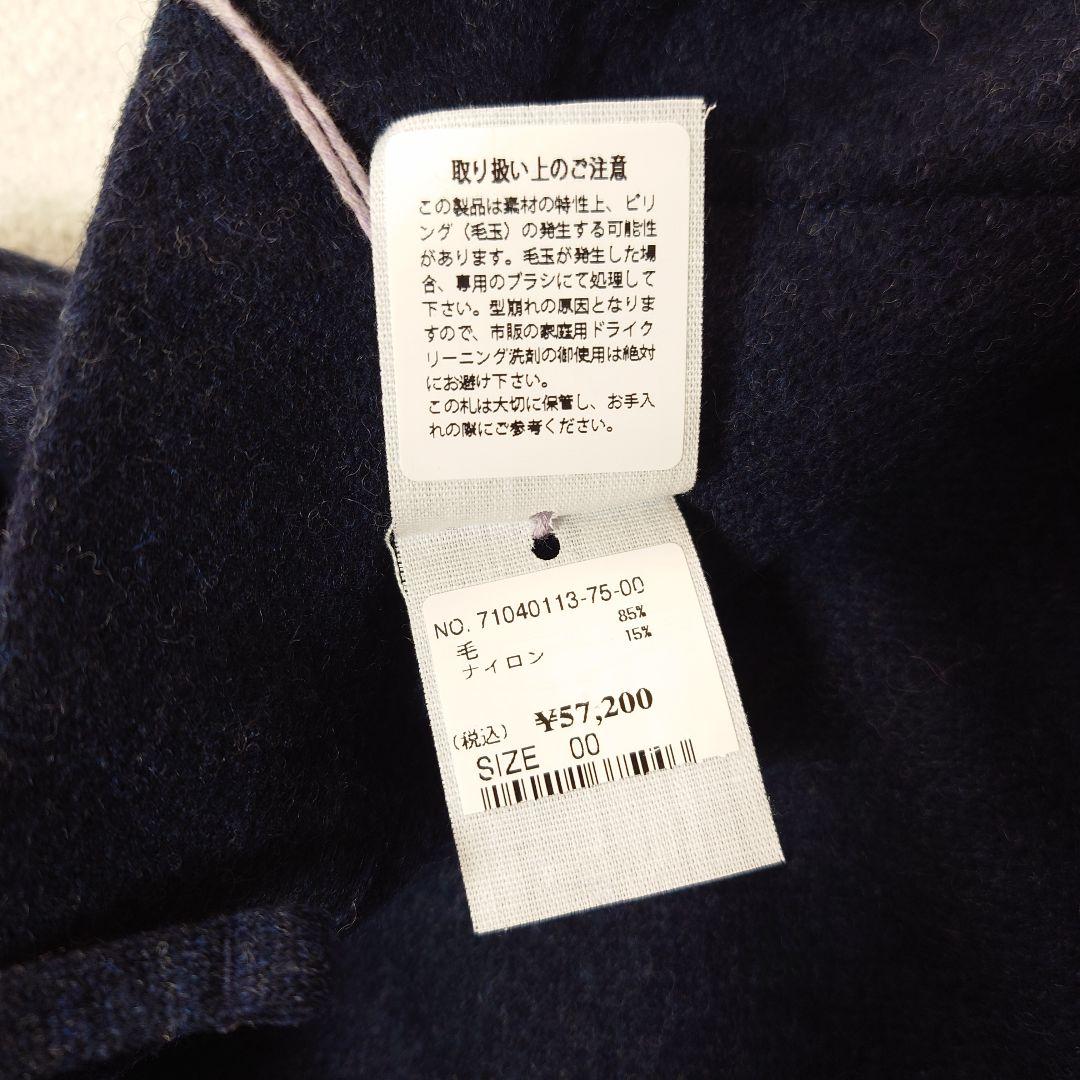 取り扱い上のご注意
この製品は素材の特性上、ピリ
ング（毛玉）の発生する可能性
があります。毛玉が発生した場
合、専用のブラシにて処理して
下さい。型崩れの原因となりま
すので、市販の家庭用ドライク
リーニング洗剤の御使用は絶対
にお避け下さい。
この札は大切に保管し、お手入
れの際にご参考ください。
NO. 71040113-75-00
毛 85%
ナイロン 15%
(税込) ¥57,200
SIZE 00